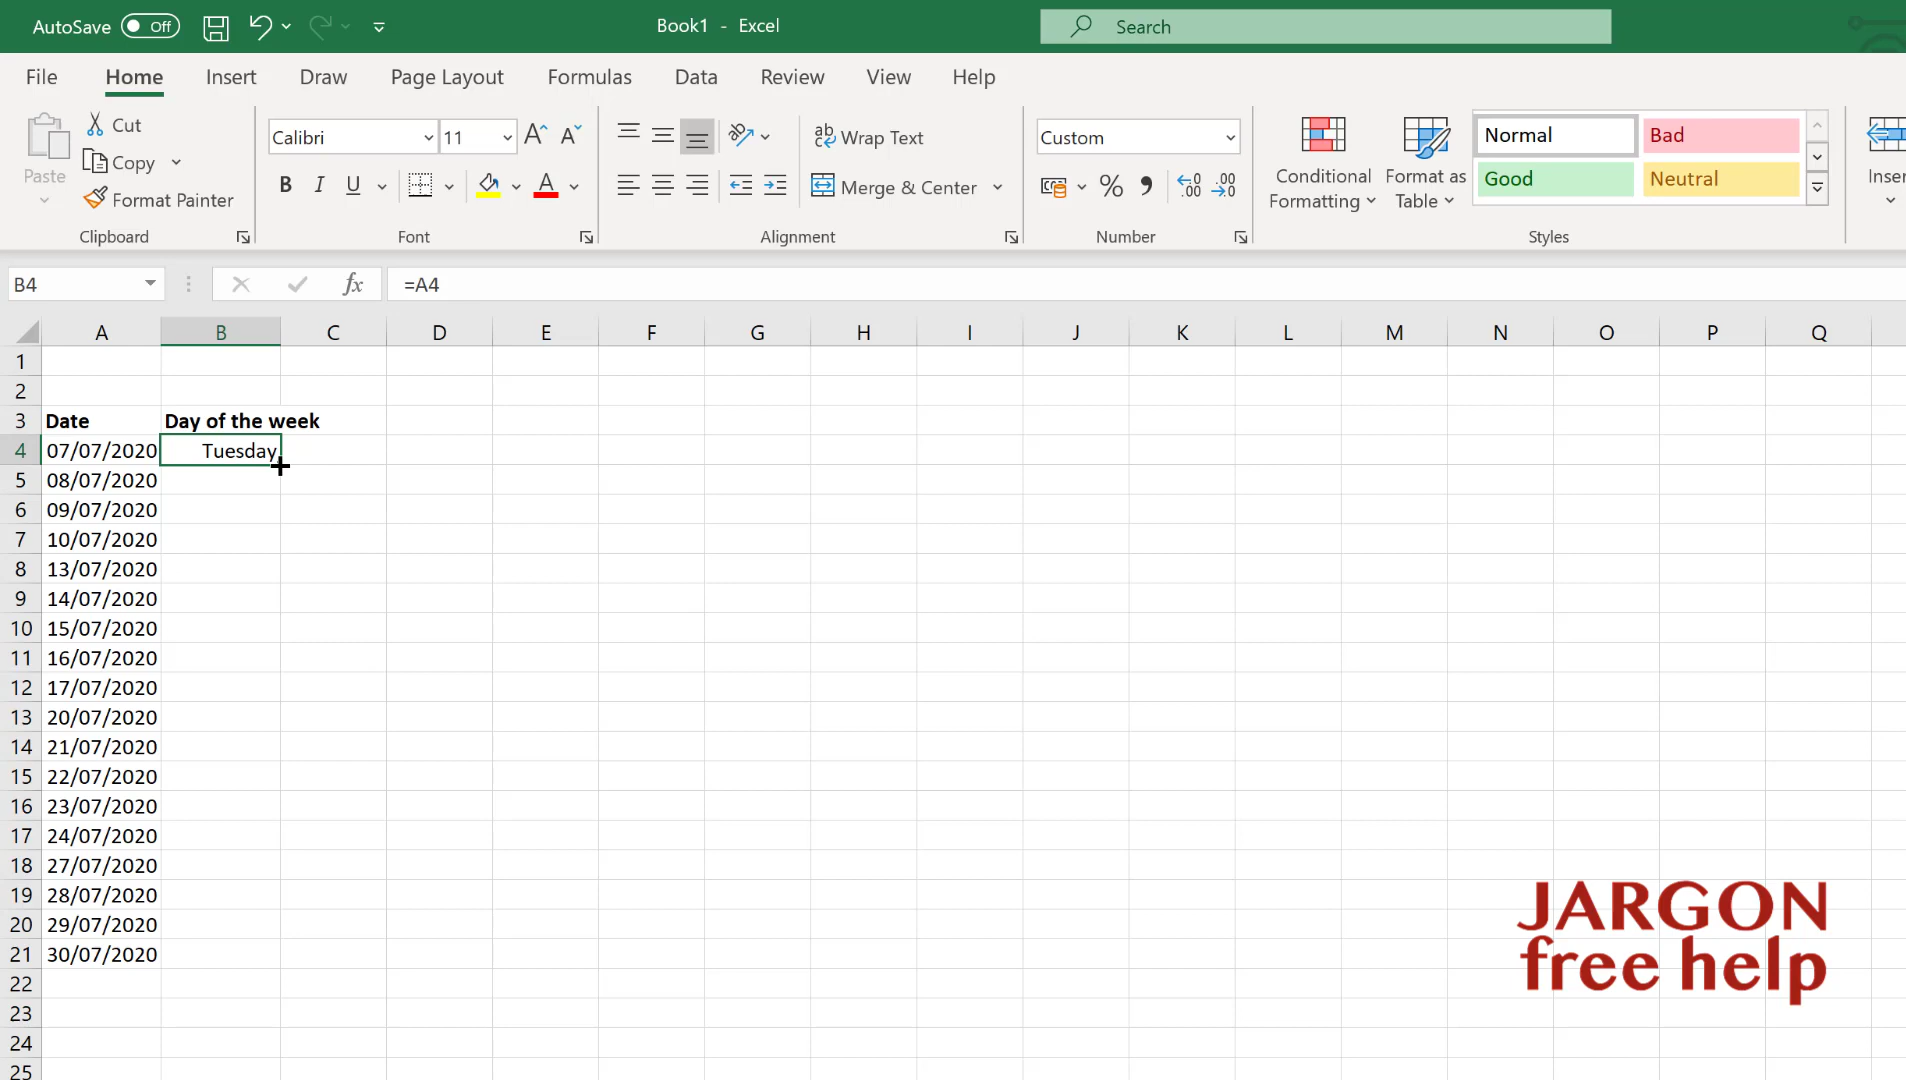 AutoSave Off Book1 - Excel Search
File Home Insert Draw Page Layout Formulas Data Review View Help
Paste
Cut
Copy
Format Painter
Clipboard
Calibri 11
B I U A
Font
ab Wrap Text
Merge & Center
Alignment
Custom
% 9 .00
Number
Conditional Formatting
Format as Table
Normal Bad
Good Neutral
Styles
Inser
B4 fx =A4
A B C D E F G H I J K L M N O P Q
1
2
3 Date Day of the week
4 07/07/2020 Tuesday
5 08/07/2020
6 09/07/2020
7 10/07/2020
8 13/07/2020
9 14/07/2020
10 15/07/2020
11 16/07/2020
12 17/07/2020
13 20/07/2020
14 21/07/2020
15 22/07/2020
16 23/07/2020
17 24/07/2020
18 27/07/2020
19 28/07/2020
20 29/07/2020
21 30/07/2020
22
23
24
25
JARGON
free help